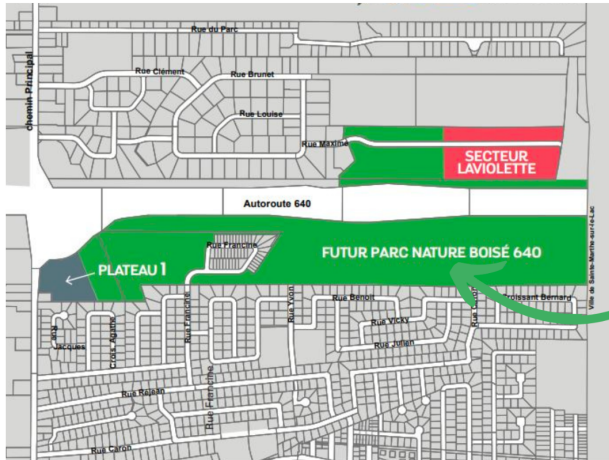 Rue du Parc
chemin Principal
Rue Clément
Rue Brunet
Rue Louise
Rue Maxime
SECTEUR
LAVIOLETTE
Autoroute 640
Ville de Sainte-Marthe-sur-le-Lac
Rue Francine
FUTUR PARC NATURE BOISÉ 640
PLATEAU 1
Rue Yvon
Rue Benoit
Croissant Bernard
Rue
Rue Francine
Rue Vicky
Rue
Jacques
Crois. Agathe
Rue Julien
Rue Réjean
Rue Francine
Rue Caron